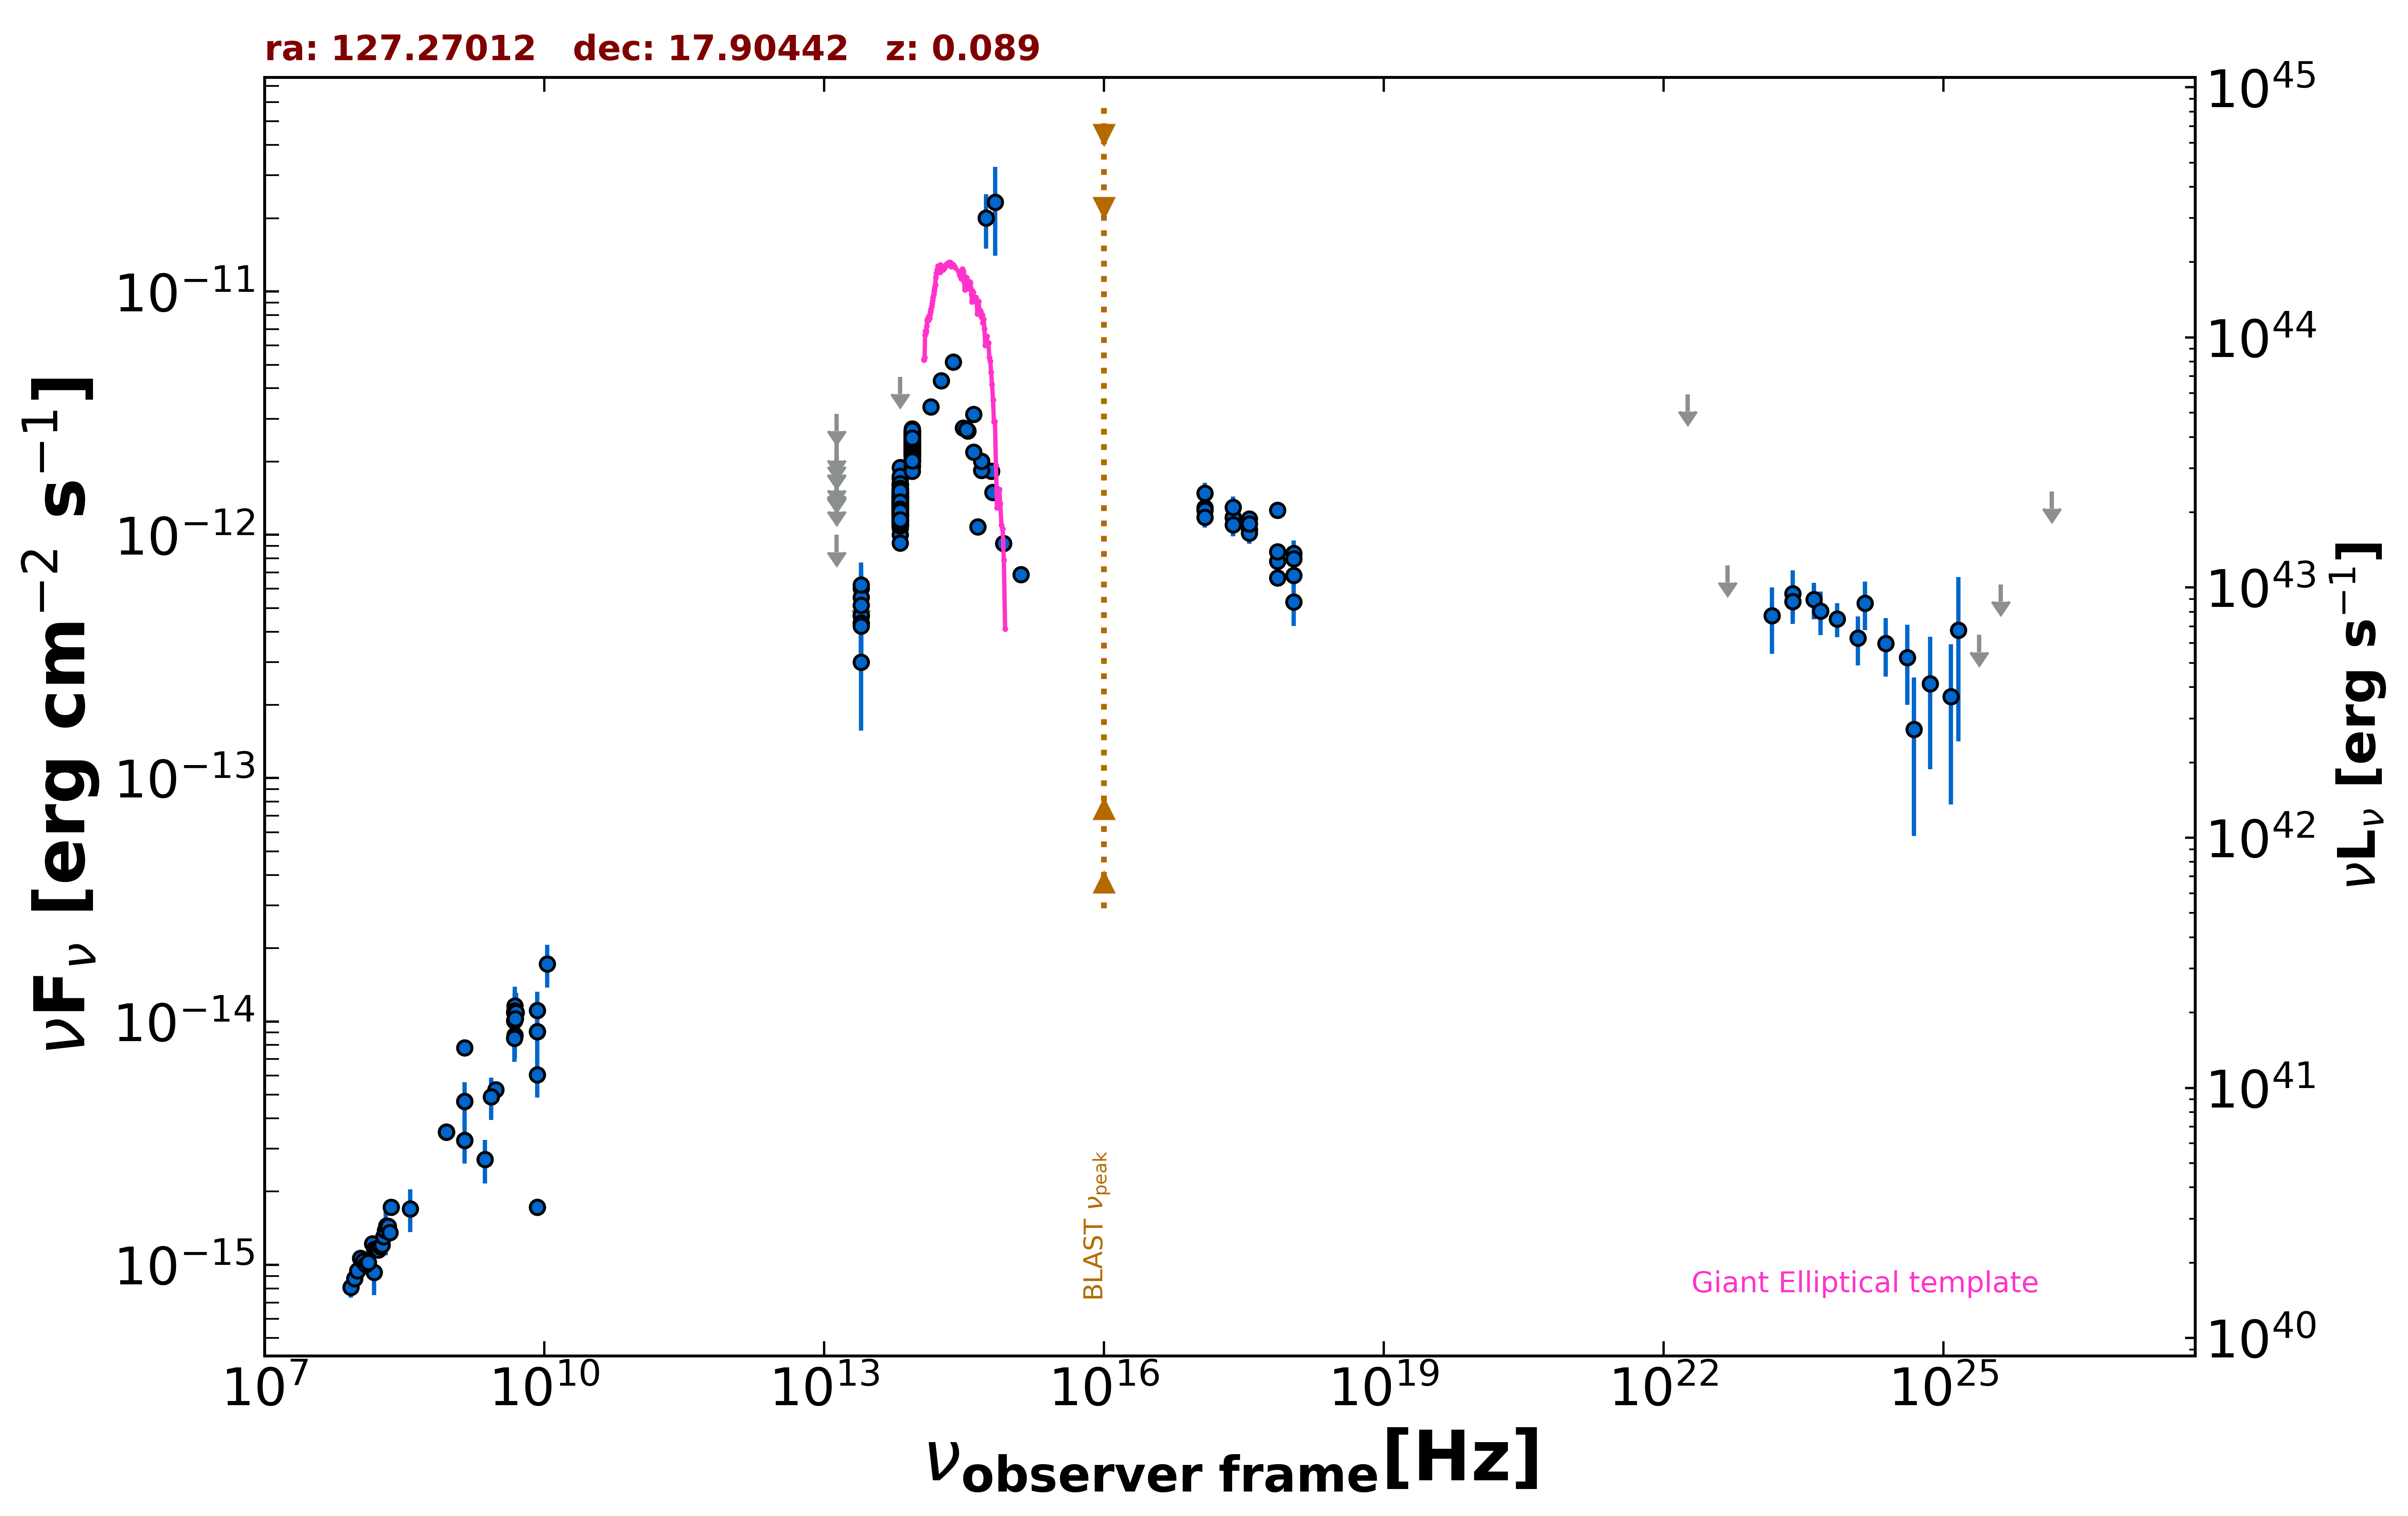 ra: 127.27012   dec: 17.90442   z: 0.089
10^45
10^44
10^43
10^42
10^41
10^40
νL_ν [erg s^−1]
νF_ν [erg cm^−2 s^−1]
10^−11
10^−12
10^−13
10^−14
10^−15
BLAST ν_peak
Giant Elliptical template
10^7 10^10 10^13 10^16 10^19 10^22 10^25
ν_observer frame [Hz]